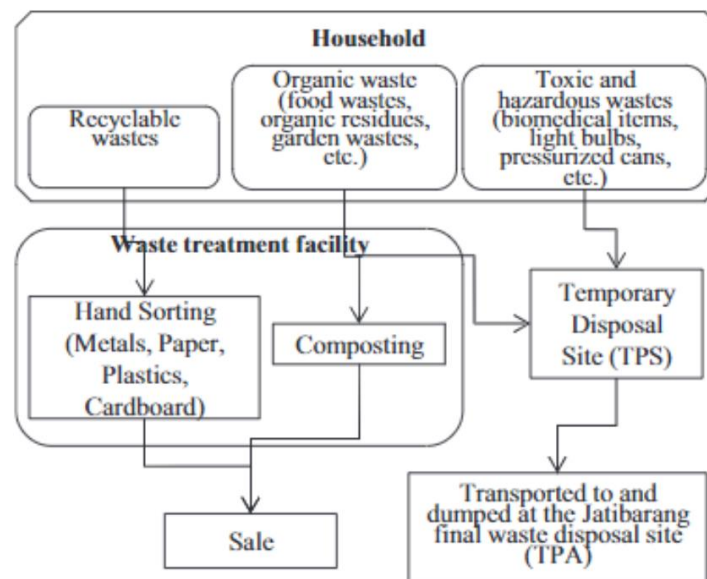 Household
Recyclable
wastes
Organic waste
(food wastes,
organic residues,
garden wastes,
etc.)
Toxic and
hazardous wastes
(biomedical items,
light bulbs,
pressurized cans,
etc.)
Waste treatment facility
Hand Sorting
(Metals, Paper,
Plastics,
Cardboard)
Composting
Temporary
Disposal
Site (TPS)
Sale
Transported to and
dumped at the Jatibarang
final waste disposal site
(TPA)